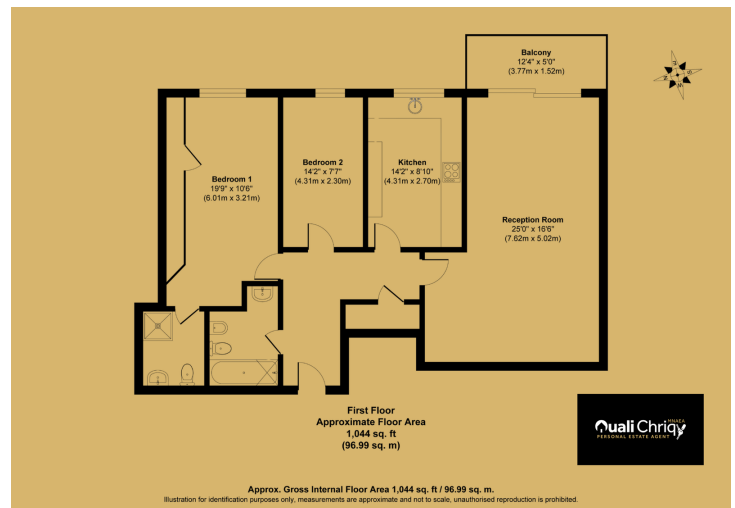 Balcony
12'4" x 5'0"
(3.77m x 1.52m)
Bedroom 1
19'9" x 10'6"
(6.01m x 3.21m)
Bedroom 2
14'2" x 7'7"
(4.31m x 2.30m)
Kitchen
14'2" x 8'10"
(4.31m x 2.70m)
Reception Room
25'0" x 16'6"
(7.62m x 5.02m)
First Floor
Approximate Floor Area
1,044 sq. ft
(96.99 sq. m)
MNAEA
Quali Chriqy
PERSONAL ESTATE AGENT
Approx. Gross Internal Floor Area 1,044 sq. ft / 96.99 sq. m.
Illustration for identification purposes only, measurements are approximate and not to scale, unauthorised reproduction is prohibited.